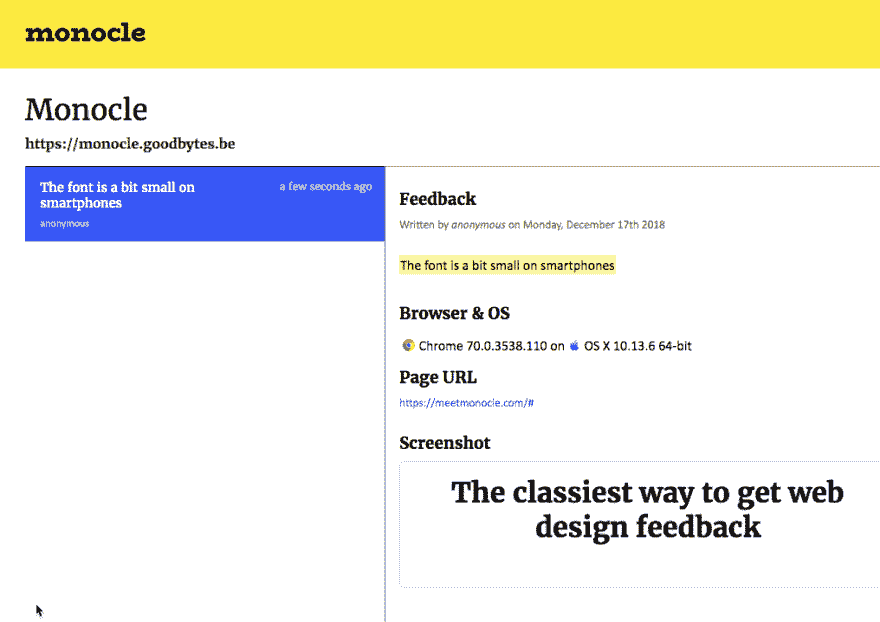 monocle
Monocle
https://monocle.goodbytes.be
The font is a bit small on
smartphones
a few seconds ago
anonymous
Feedback
Written by anonymous on Monday, December 17th 2018
The font is a bit small on smartphones
Browser & OS
Chrome 70.0.3538.110 on OS X 10.13.6 64-bit
Page URL
https://meetmonocle.com/#
Screenshot
The classiest way to get web
design feedback